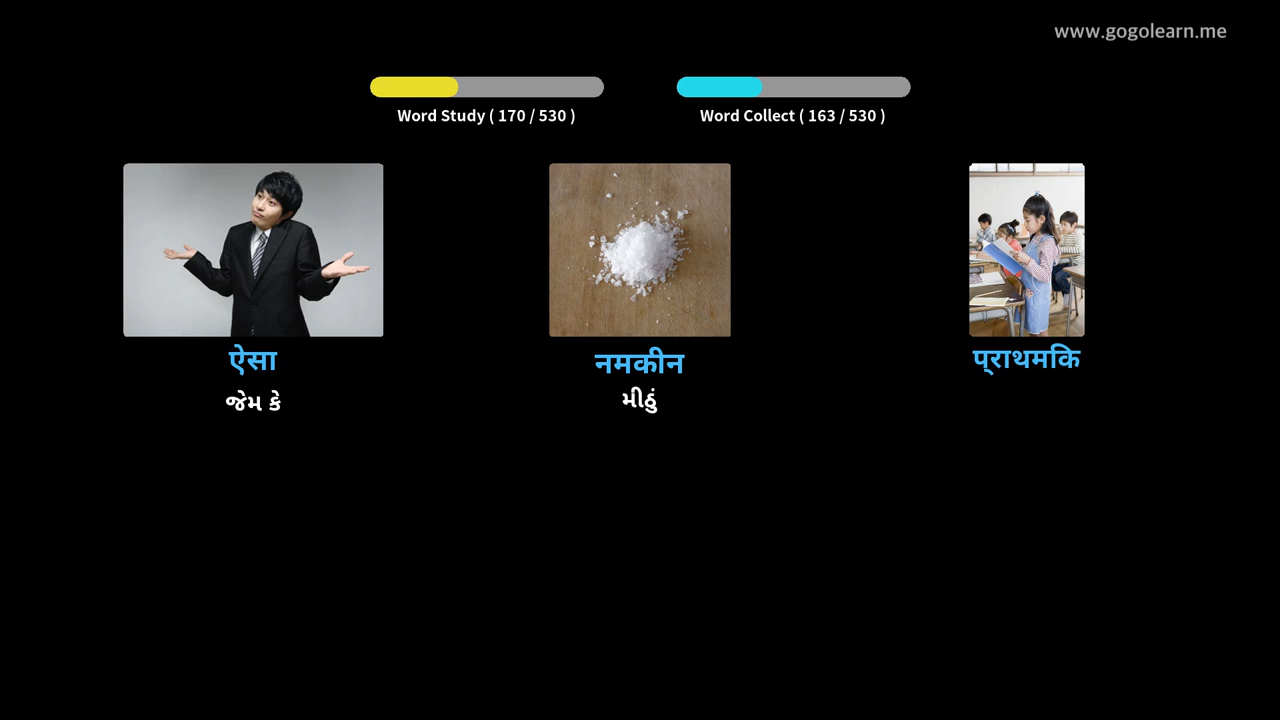 www.gogolearn.me
Word Study ( 170 / 530 )
Word Collect ( 163 / 530 )
ऐसा
नमकीन
प्राथमकि
જેમ કે
મીઠું